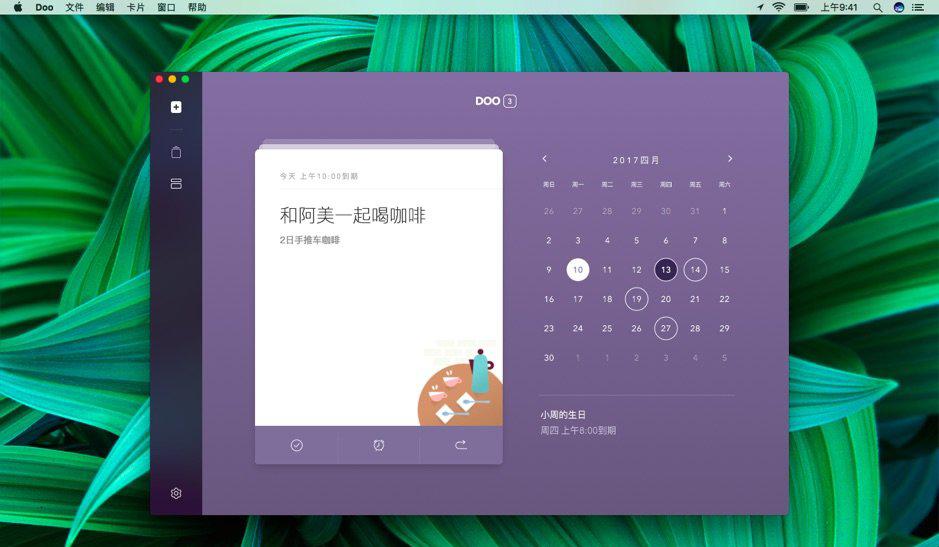 Doo 文件 编辑 卡片 窗口 帮助 上午9:41
DOO 3
今天 上午10:00到期
和阿美一起喝咖啡
2日手推车咖啡
2017四月
周日 周一 周二 周三 周四 周五 周六
26 27 28 29 30 31 1
2 3 4 5 6 7 8
9 10 11 12 13 14 15
16 17 18 19 20 21 22
23 24 25 26 27 28 29
30 1 1 2 3 4 5
小周的生日
周四 上午8:00到期